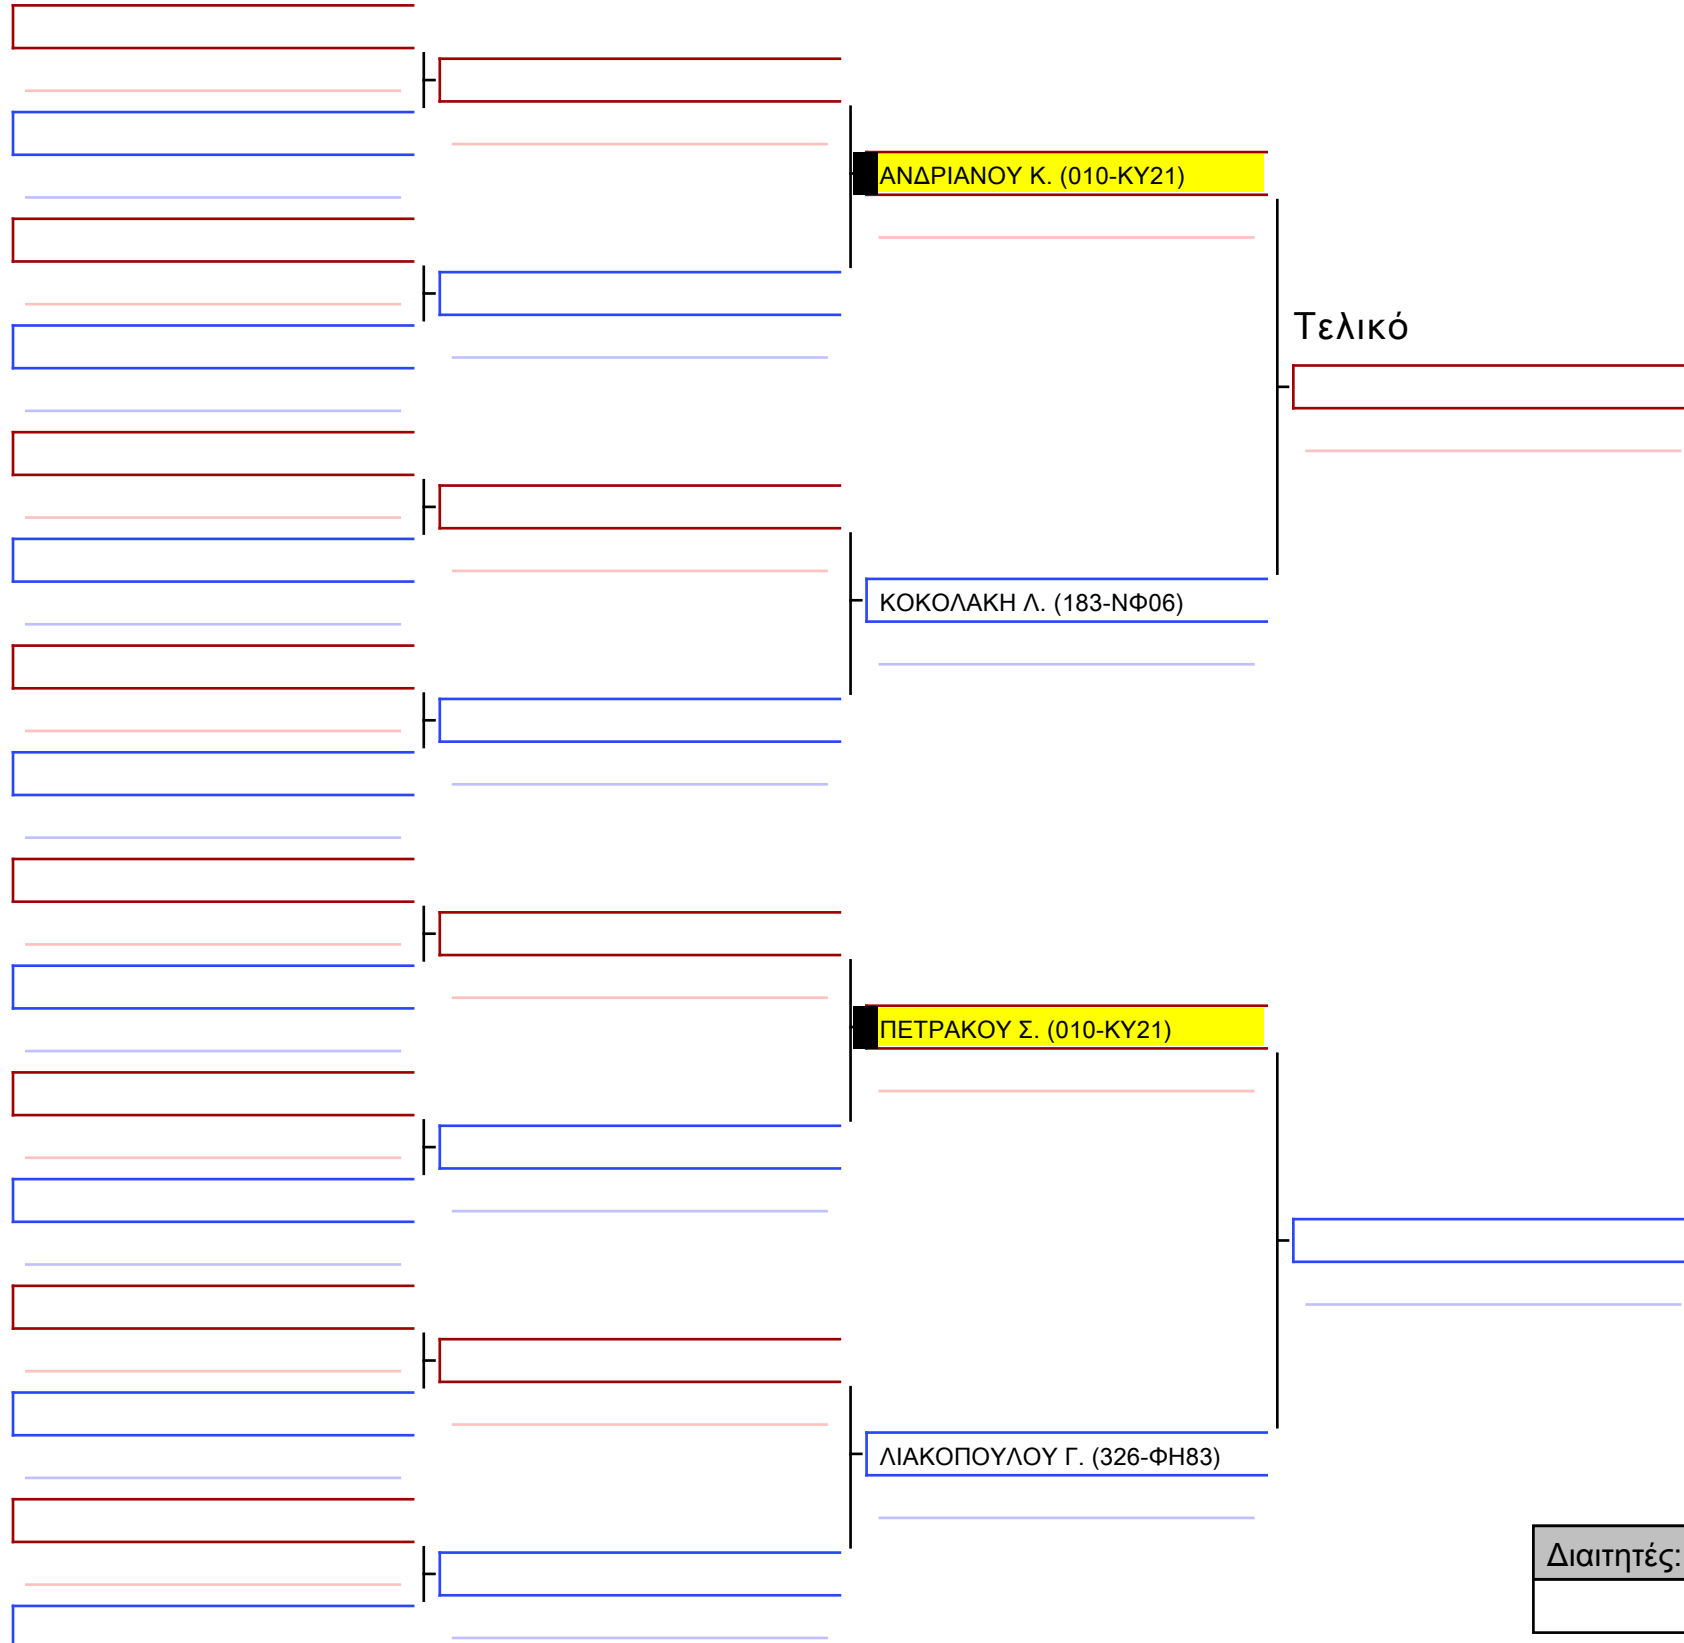 ΑΝΔΡΙΑΝΟΥ Κ. (010-ΚΥ21)
Τελικό
ΚΟΚΟΛΑΚΗ Λ. (183-ΝΦ06)
ΠΕΤΡΑΚΟΥ Σ. (010-ΚΥ21)
ΛΙΑΚΟΠΟΥΛΟΥ Γ. (326-ΦΗ83)
Διαιτητές: